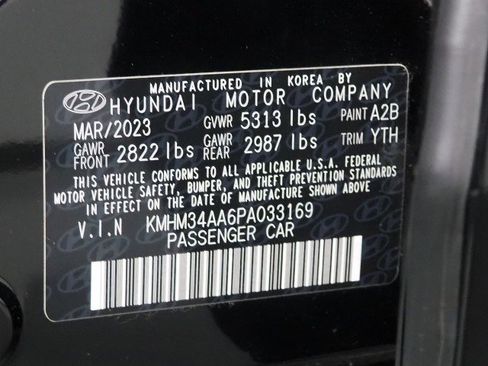 MANUFACTURED IN KOREA BY
HYUNDAI MOTOR COMPANY
MAR/2023 GVWR 5313 lbs PAINT A2B
GAWR FRONT 2822 lbs GAWR REAR 2987 lbs TRIM YTH
THIS VEHICLE CONFORMS TO ALL APPLICABLE U.S.A. FEDERAL
MOTOR VEHICLE SAFETY, BUMPER, AND THEFT PREVENTION STANDARDS
IN EFFECT ON THE DATE OF MANUFACTURE SHOWN ABOVE
V.I.N KMHM34AA6PA033169
PASSENGER CAR